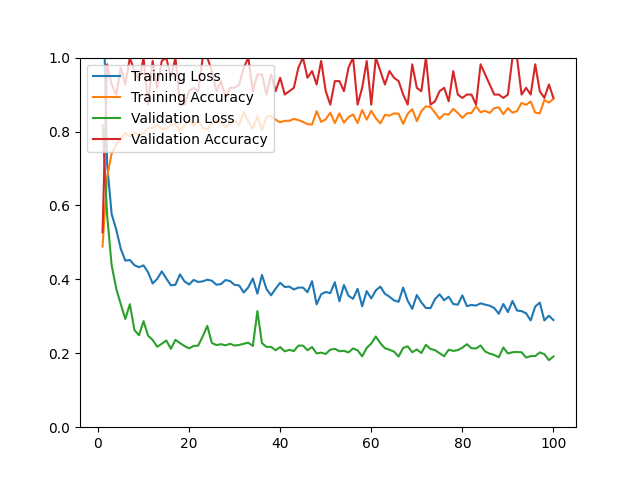 1.0
0.8
0.6
0.4
0.2
0.0
Training Loss
Training Accuracy
Validation Loss
Validation Accuracy
0 20 40 60 80 100